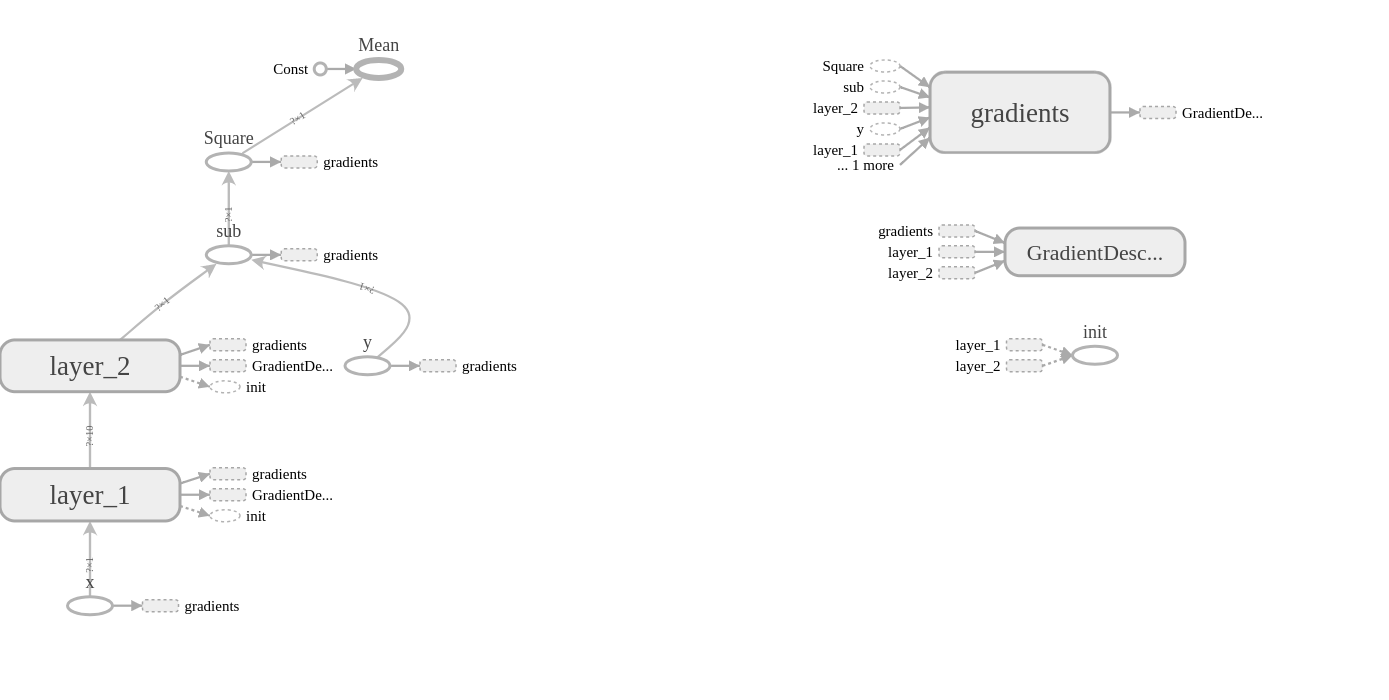 Mean
Const
?×1
Square
gradients
?×1
sub
gradients
?×1
?×1
y
layer_2
gradients
GradientDe...
init
gradients
?×10
layer_1
gradients
GradientDe...
init
?×1
x
gradients
Square
sub
layer_2
y
layer_1
... 1 more
gradients
GradientDe...
gradients
layer_1
layer_2
GradientDesc...
init
layer_1
layer_2